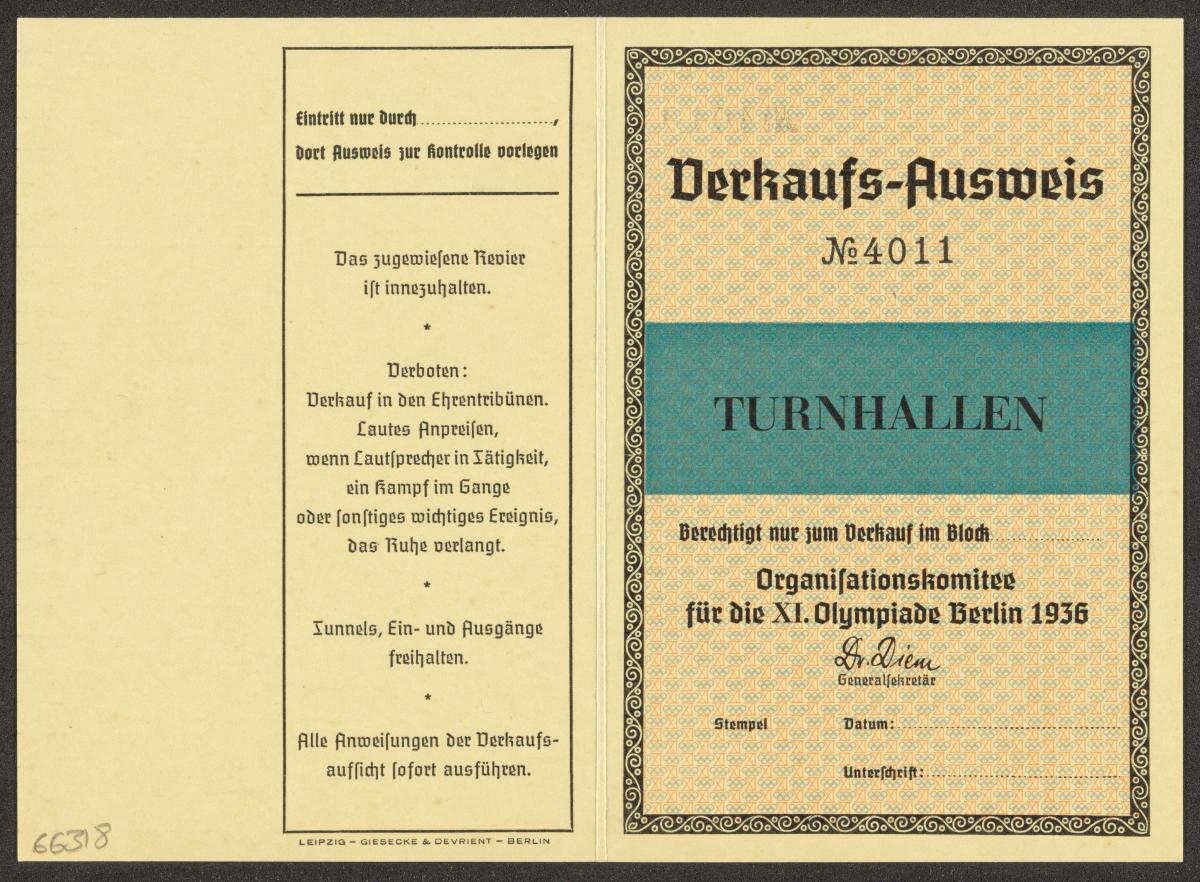 Eintritt nur durch ....................,
dort Ausweis zur Kontrolle vorlegen
Das zugewieſene Revier
iſt innezuhalten.
*
Verboten:
Verkauf in den Ehrentribünen.
Lautes Anpreiſen,
wenn Lautſprecher in Tätigkeit,
ein Kampf im Gange
oder ſonſtiges wichtiges Ereignis,
das Ruhe verlangt.
*
Tunnels, Ein- und Ausgänge
freihalten.
*
Alle Anweiſungen der Verkaufs-
aufſicht ſofort ausführen.
LEIPZIG – GIESECKE & DEVRIENT – BERLIN
66318
Verkaufs-Ausweis
№ 4011
TURNHALLEN
Berechtigt nur zum Verkauf im Block ....................
Organiſationskomitee
für die XI. Olympiade Berlin 1936
Dr. Diem
Generalſekretär
Stempel Datum: ....................
Unterſchrift: ....................